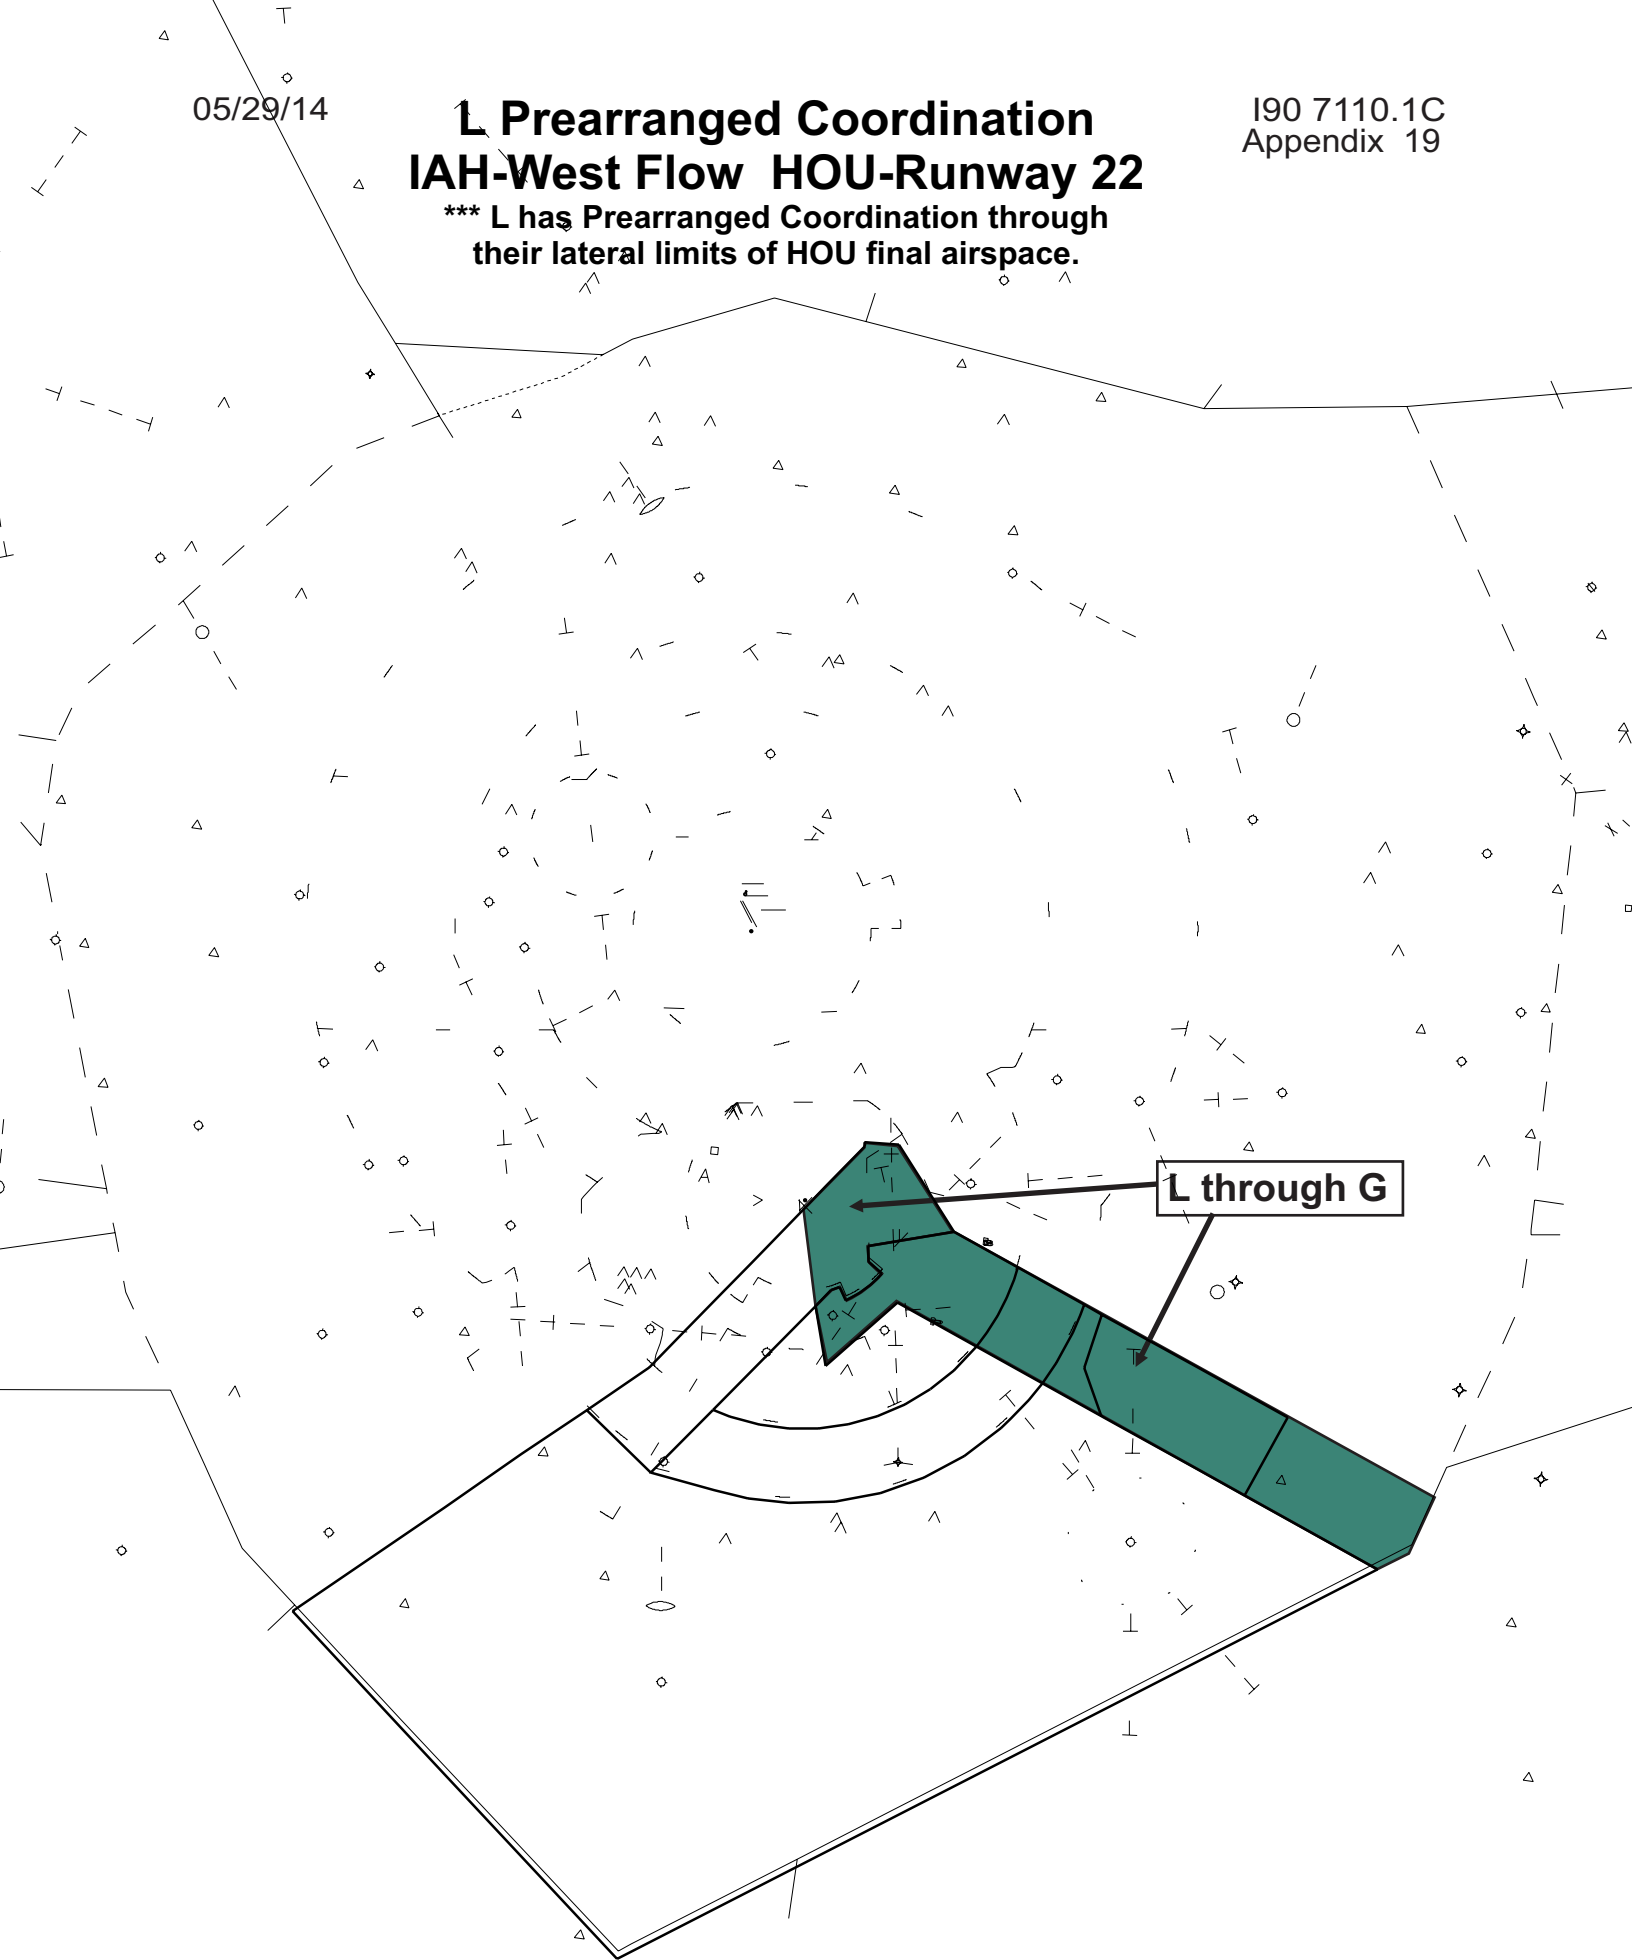 05/29/14
I90 7110.1C
Appendix 19
L Prearranged Coordination
IAH-West Flow HOU-Runway 22
*** L has Prearranged Coordination through
their lateral limits of HOU final airspace.
L through G